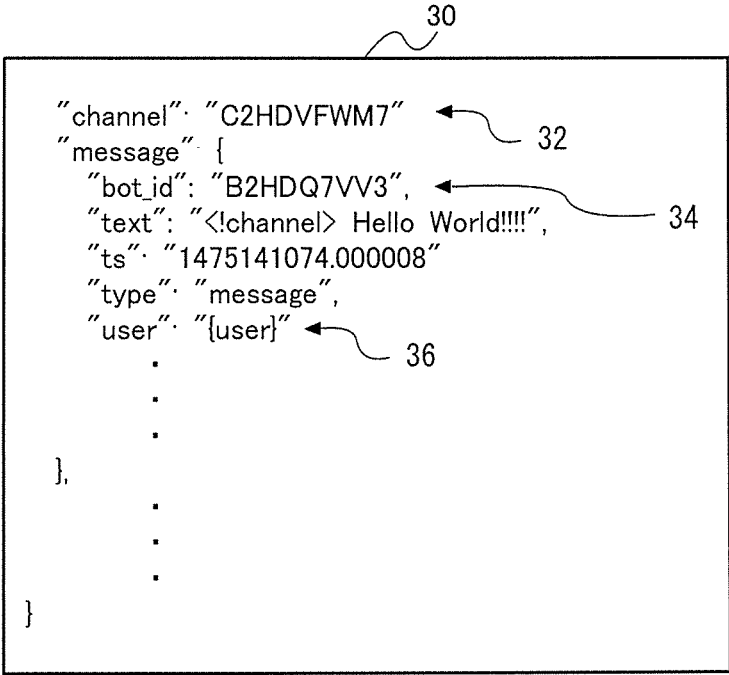 30
"channel"· "C2HDVFWM7"
32
"message"· {
"bot_id": "B2HDQ7VV3",
34
"text": "<!channel> Hello World!!!!",
"ts"· "1475141074.000008"
"type"· "message",
"user"· "{user}"
36
·
·
·
},
·
·
·
}